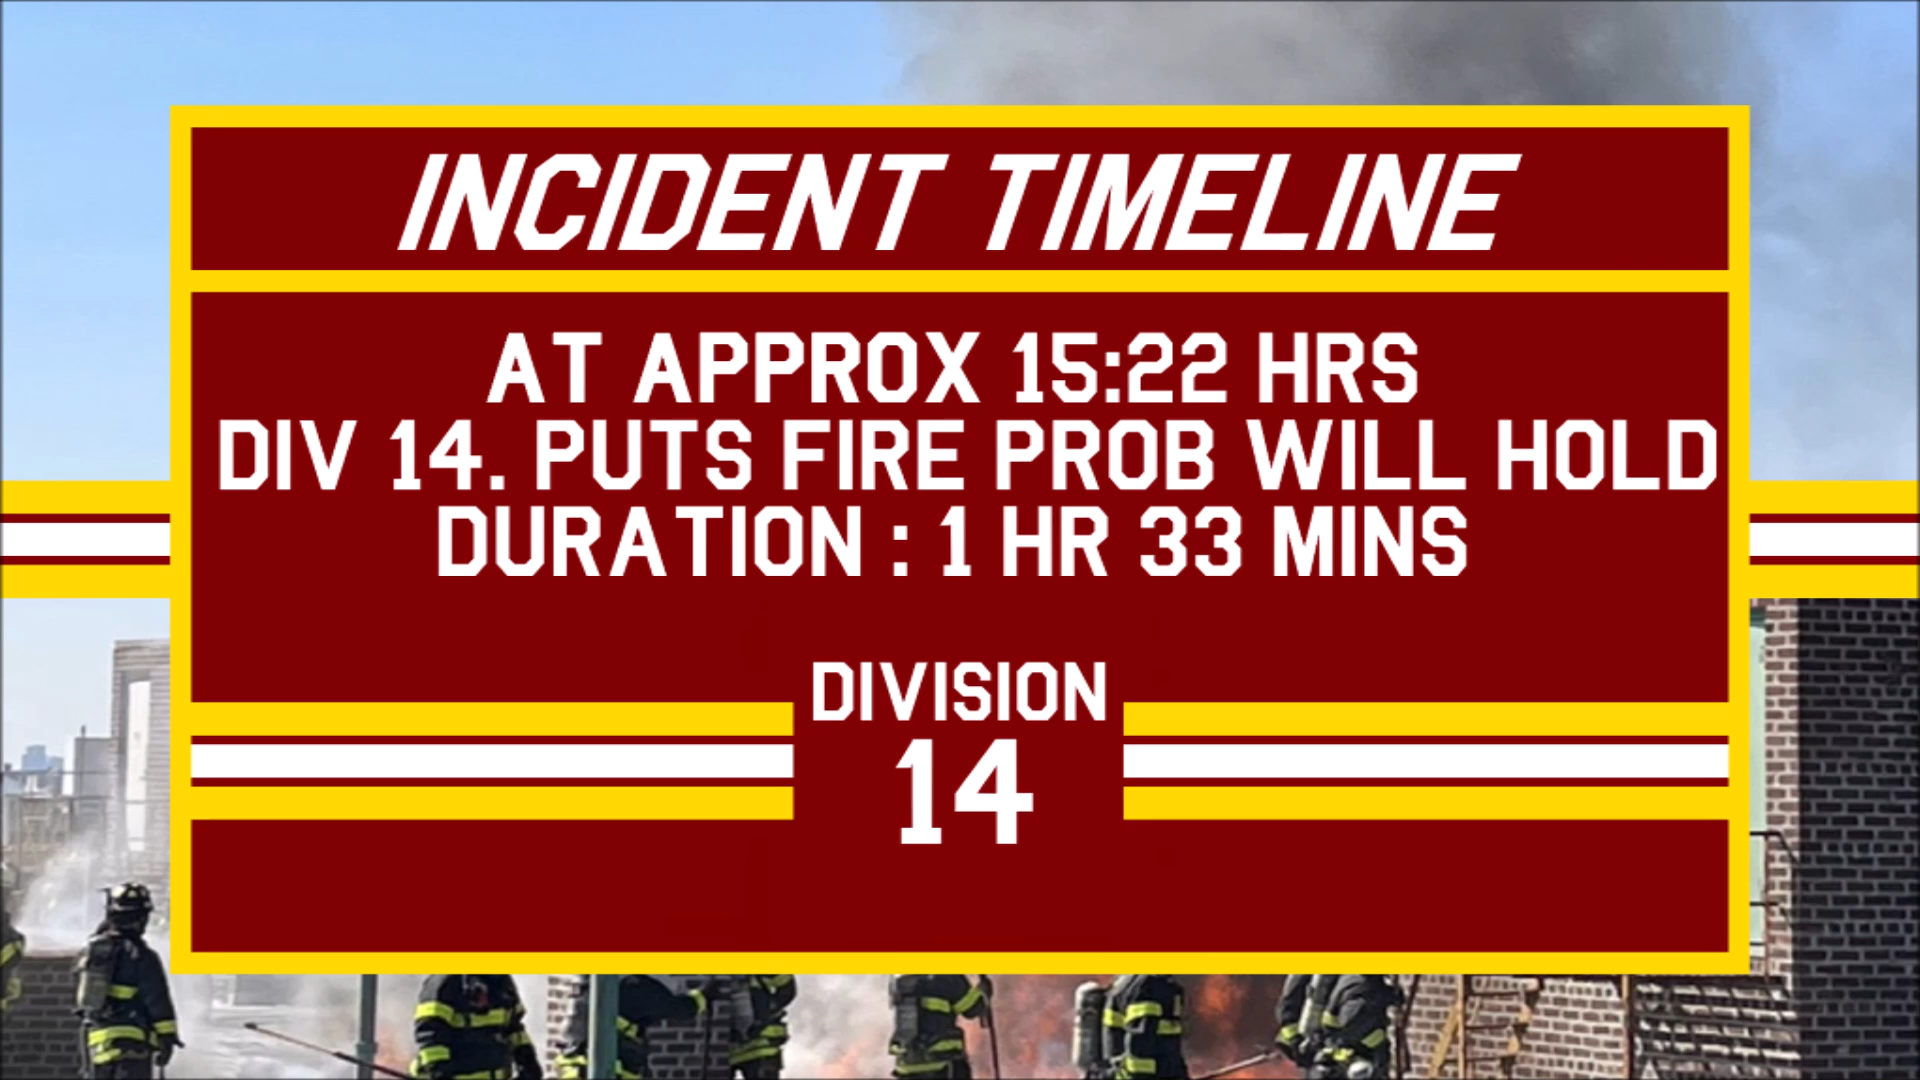 INCIDENT TIMELINE
AT APPROX 15:22 HRS
DIV 14. PUTS FIRE PROB WILL HOLD
DURATION : 1 HR 33 MINS
DIVISION
14